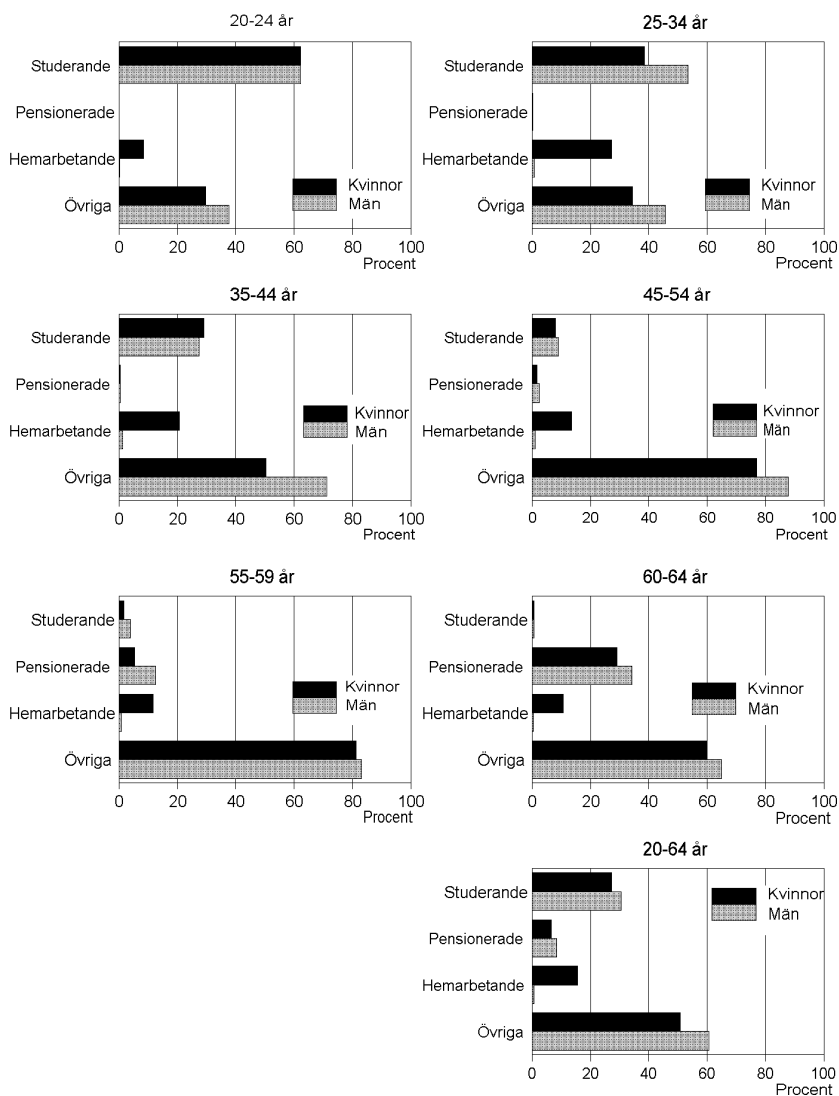 20-24 år
Studerande
Pensionerade
Hemarbetande
Övriga
Kvinnor
Män
0 20 40 60 80 100
Procent
25-34 år
Studerande
Pensionerade
Hemarbetande
Övriga
Kvinnor
Män
0 20 40 60 80 100
Procent
35-44 år
Studerande
Pensionerade
Hemarbetande
Övriga
Kvinnor
Män
0 20 40 60 80 100
Procent
45-54 år
Studerande
Pensionerade
Hemarbetande
Övriga
Kvinnor
Män
0 20 40 60 80 100
Procent
55-59 år
Studerande
Pensionerade
Hemarbetande
Övriga
Kvinnor
Män
0 20 40 60 80 100
Procent
60-64 år
Studerande
Pensionerade
Hemarbetande
Övriga
Kvinnor
Män
0 20 40 60 80 100
Procent
20-64 år
Studerande
Pensionerade
Hemarbetande
Övriga
Kvinnor
Män
0 20 40 60 80 100
Procent